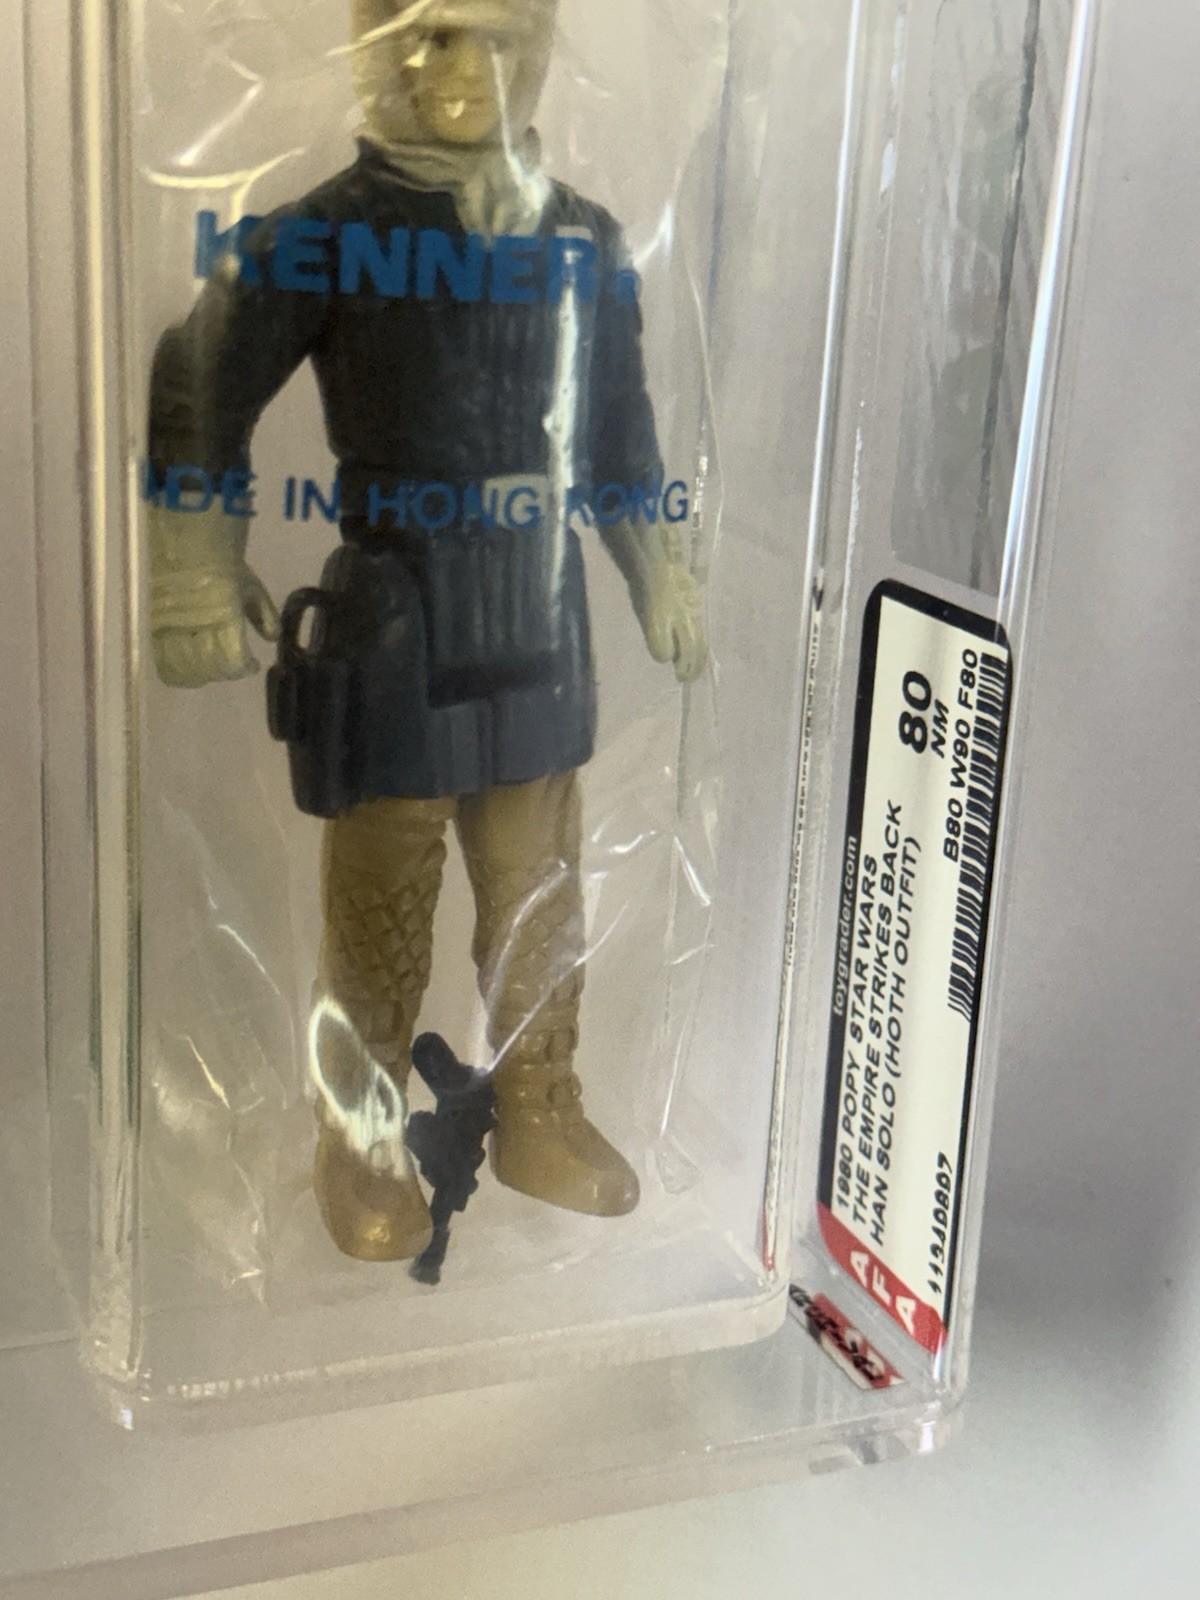 KENNER
IN HONG KONG
toygrader.com
1980 POPY STAR WARS
THE EMPIRE STRIKES BACK
HAN SOLO (HOTH OUTFIT)
80
NM
B80 W90 F80
AFA